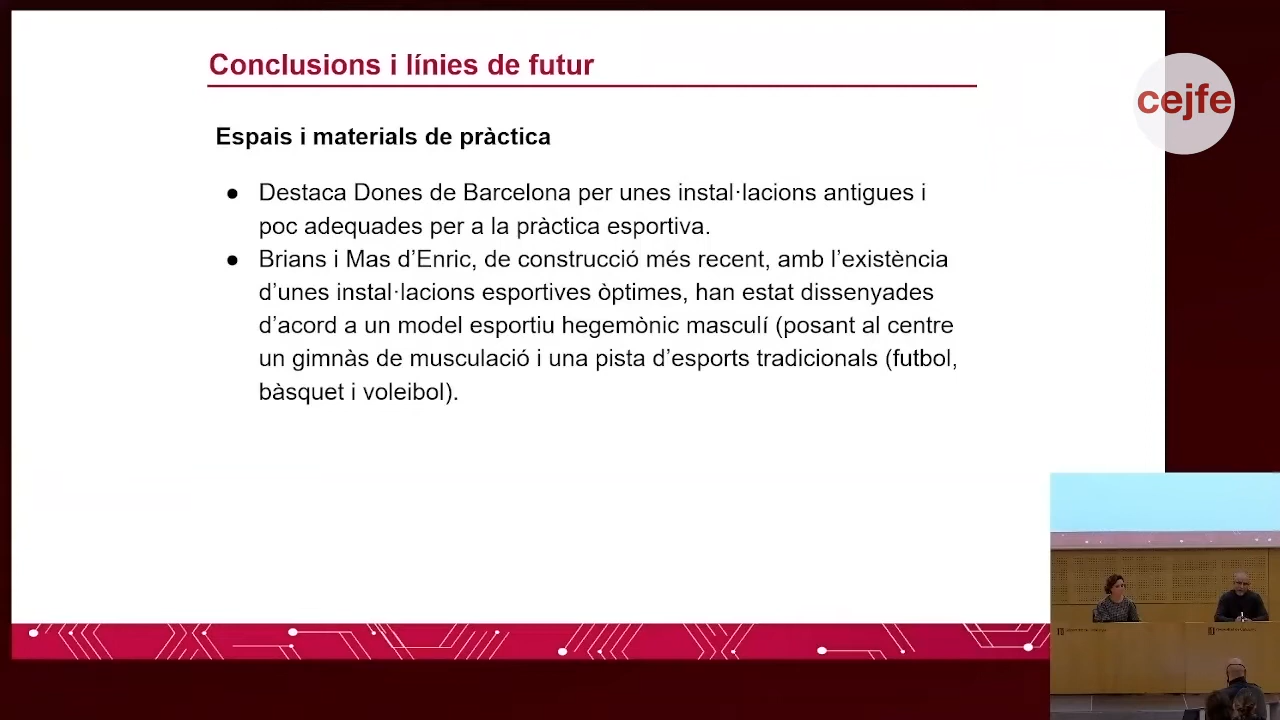 Conclusions i línies de futur
cejfe
Espais i materials de pràctica
● Destaca Dones de Barcelona per unes instal·lacions antigues i
poc adequades per a la pràctica esportiva.
● Brians i Mas d’Enric, de construcció més recent, amb l’existència
d’unes instal·lacions esportives òptimes, han estat dissenyades
d’acord a un model esportiu hegemònic masculí (posant al centre
un gimnàs de musculació i una pista d’esports tradicionals (futbol,
bàsquet i voleibol).